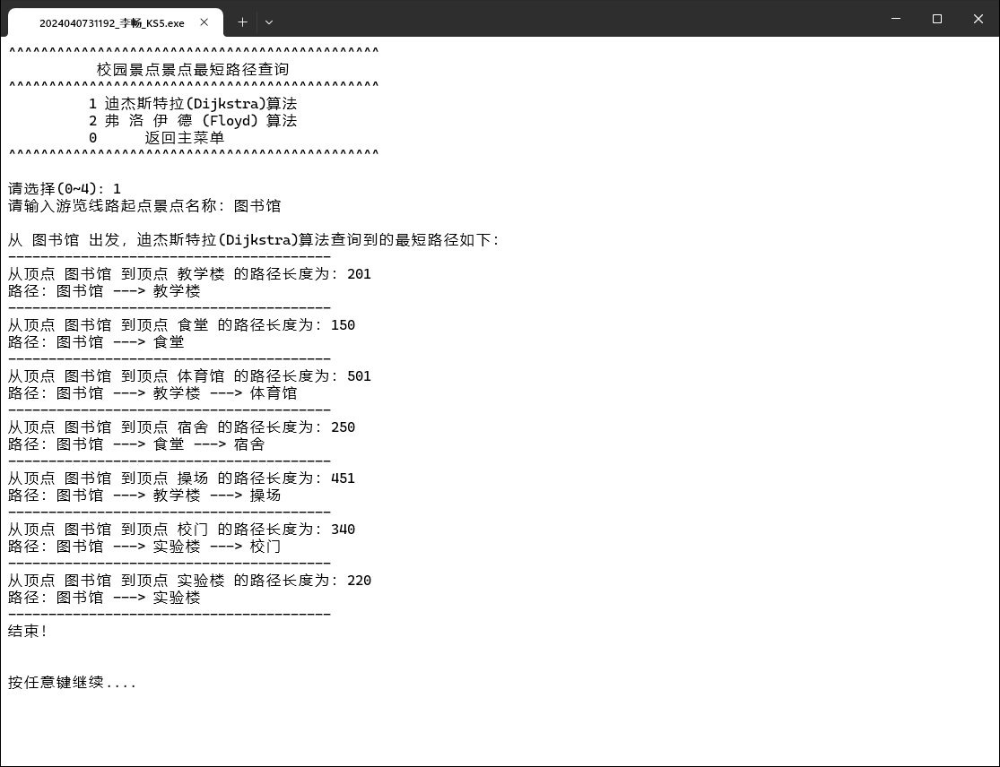 2024040731192_李畅_KS5.exe
^^^^^^^^^^^^^^^^^^^^^^^^^^^^^^^^^^^^^^^^^^^^^^
校园景点景点最短路径查询
^^^^^^^^^^^^^^^^^^^^^^^^^^^^^^^^^^^^^^^^^^^^^^
1 迪杰斯特拉(Dijkstra)算法
2 弗 洛 伊 德 (Floyd) 算法
0 返回主菜单
^^^^^^^^^^^^^^^^^^^^^^^^^^^^^^^^^^^^^^^^^^^^^^
请选择(0~4): 1
请输入游览线路起点景点名称: 图书馆
从 图书馆 出发, 迪杰斯特拉(Dijkstra)算法查询到的最短路径如下:
----------------------------------------
从顶点 图书馆 到顶点 教学楼 的路径长度为: 201
路径: 图书馆 ---> 教学楼
----------------------------------------
从顶点 图书馆 到顶点 食堂 的路径长度为: 150
路径: 图书馆 ---> 食堂
----------------------------------------
从顶点 图书馆 到顶点 体育馆 的路径长度为: 501
路径: 图书馆 ---> 教学楼 ---> 体育馆
----------------------------------------
从顶点 图书馆 到顶点 宿舍 的路径长度为: 250
路径: 图书馆 ---> 食堂 ---> 宿舍
----------------------------------------
从顶点 图书馆 到顶点 操场 的路径长度为: 451
路径: 图书馆 ---> 教学楼 ---> 操场
----------------------------------------
从顶点 图书馆 到顶点 校门 的路径长度为: 340
路径: 图书馆 ---> 实验楼 ---> 校门
----------------------------------------
从顶点 图书馆 到顶点 实验楼 的路径长度为: 220
路径: 图书馆 ---> 实验楼
----------------------------------------
结束!
按任意键继续....